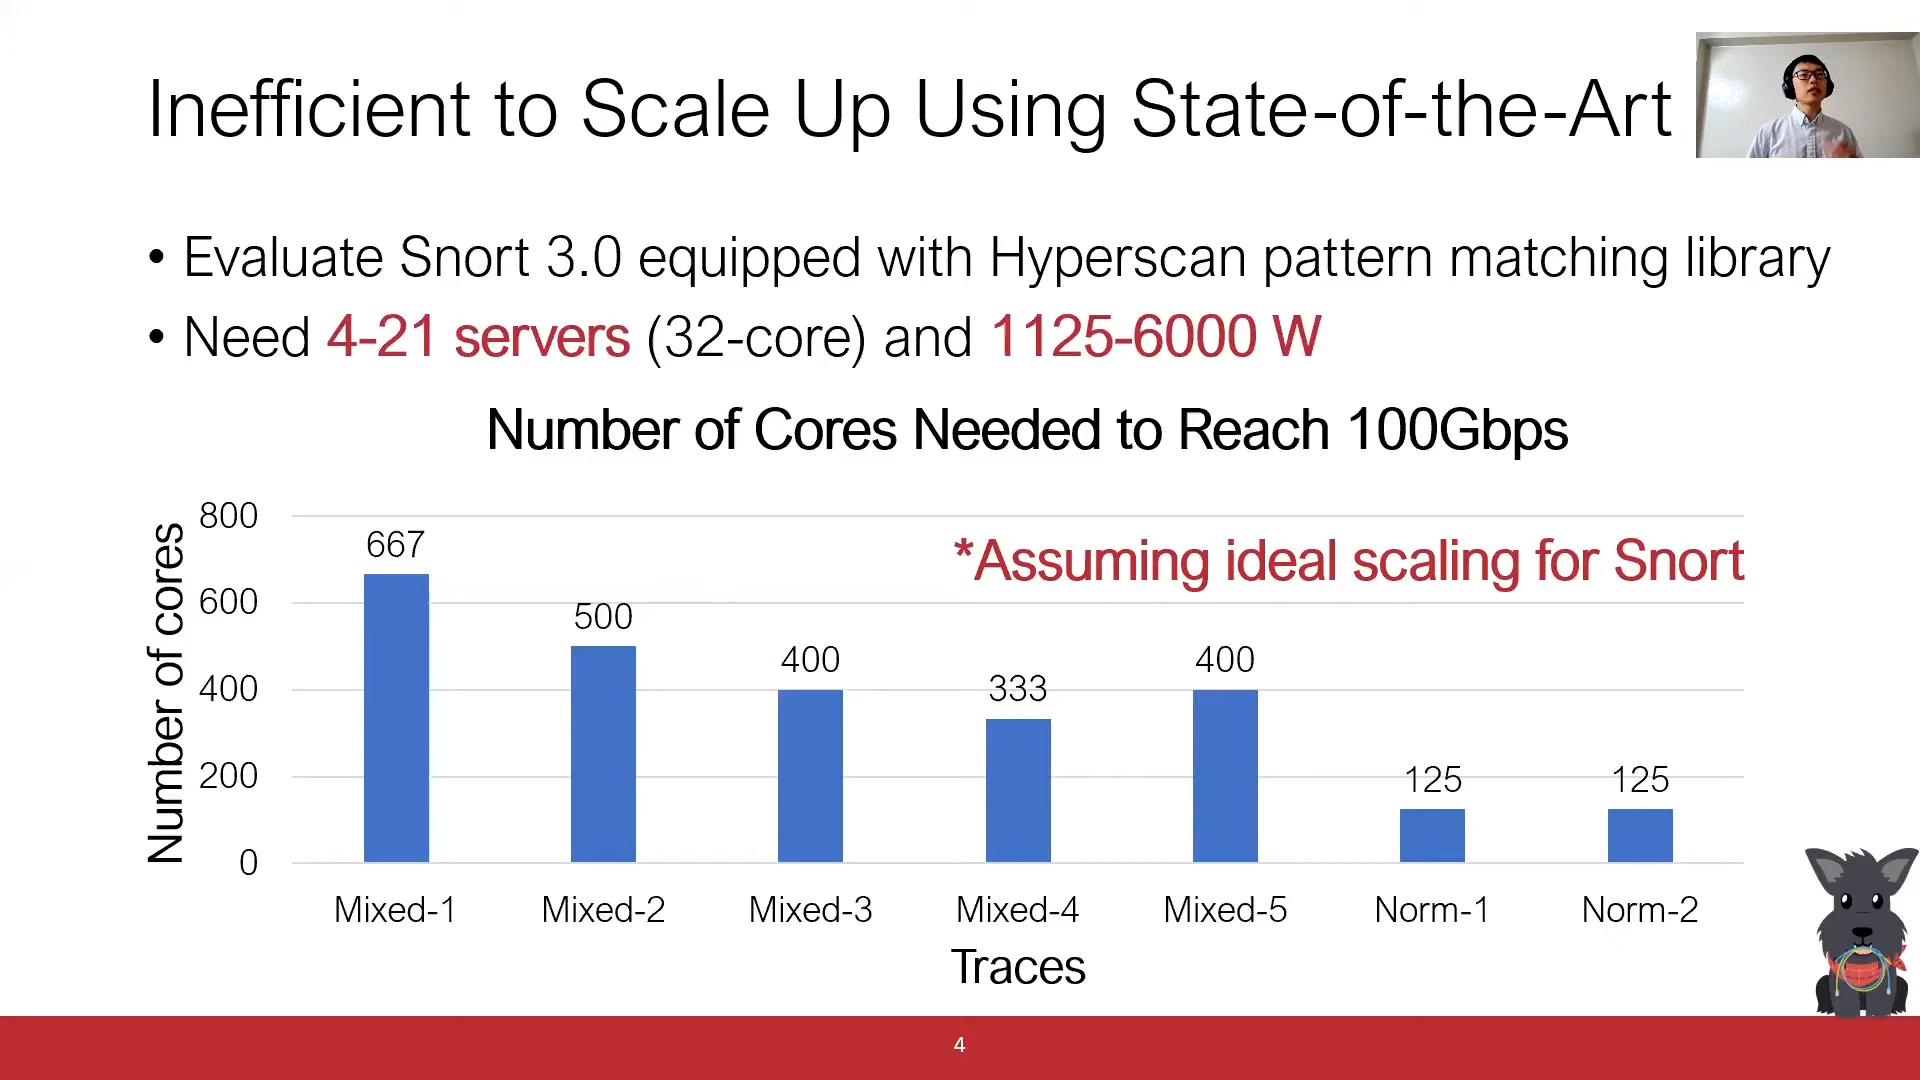 Inefficient to Scale Up Using State-of-the-Art
• Evaluate Snort 3.0 equipped with Hyperscan pattern matching library
• Need 4-21 servers (32-core) and 1125-6000 W
Number of Cores Needed to Reach 100Gbps
*Assuming ideal scaling for Snort
Number of cores
800
600
400
200
0
667
500
400
333
400
125
125
Mixed-1
Mixed-2
Mixed-3
Mixed-4
Mixed-5
Norm-1
Norm-2
Traces
4